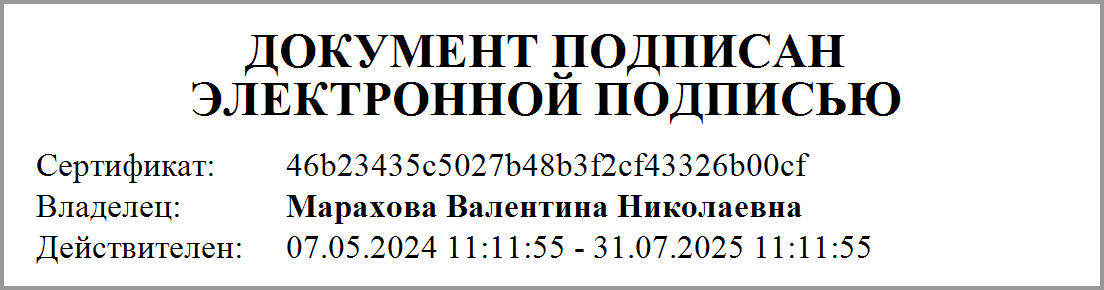 ДОКУМЕНТ ПОДПИСАН
ЭЛЕКТРОННОЙ ПОДПИСЬЮ
Сертификат: 46b23435c5027b48b3f2cf43326b00cf
Владелец: Марахова Валентина Николаевна
Действителен: 07.05.2024 11:11:55 - 31.07.2025 11:11:55